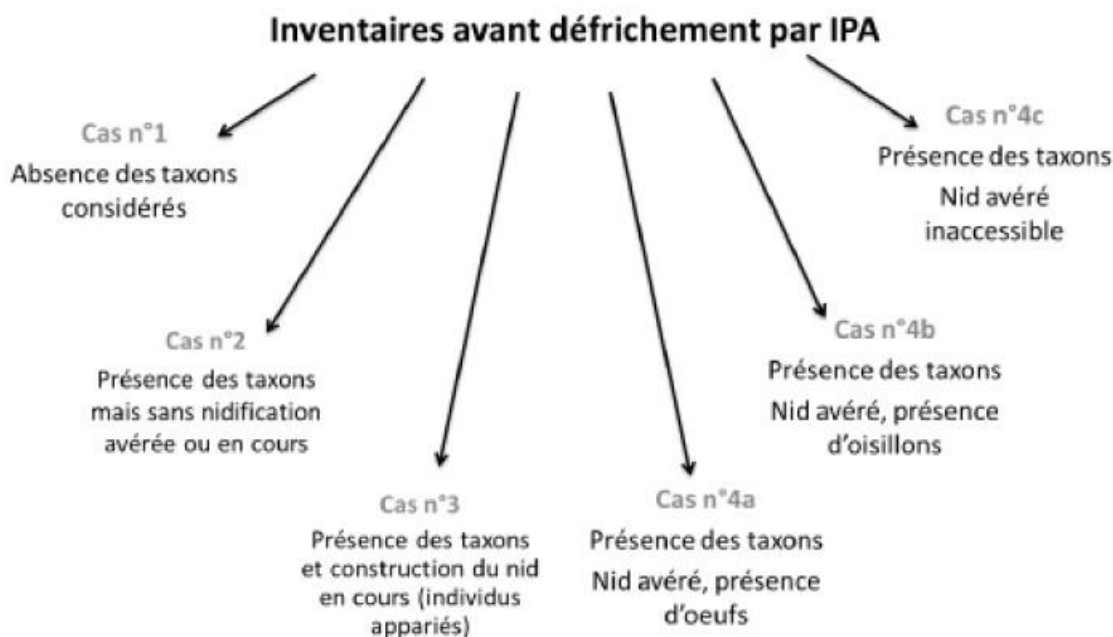 Inventaires avant défrichement par IPA
Cas n°1
Absence des taxons
considérés
Cas n°2
Présence des taxons
mais sans nidification
avérée ou en cours
Cas n°3
Présence des taxons
et construction du nid
en cours (individus
appariés)
Cas n°4a
Présence des taxons
Nid avéré, présence
d'oeufs
Cas n°4b
Présence des taxons
Nid avéré, présence
d'oisillons
Cas n°4c
Présence des taxons
Nid avéré
inaccessible